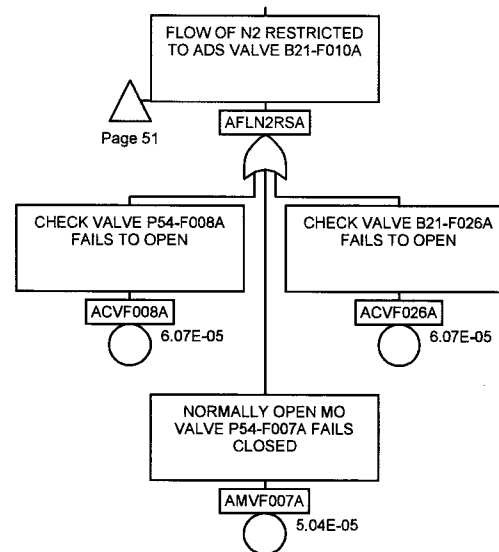 FLOW OF N2 RESTRICTED
TO ADS VALVE B21-F010A
Page 51
AFLN2RSA
CHECK VALVE P54-F008A
FAILS TO OPEN
ACVF008A
6.07E-05
CHECK VALVE B21-F026A
FAILS TO OPEN
ACVF026A
6.07E-05
NORMALLY OPEN MO
VALVE P54-F007A FAILS
CLOSED
AMVF007A
5.04E-05